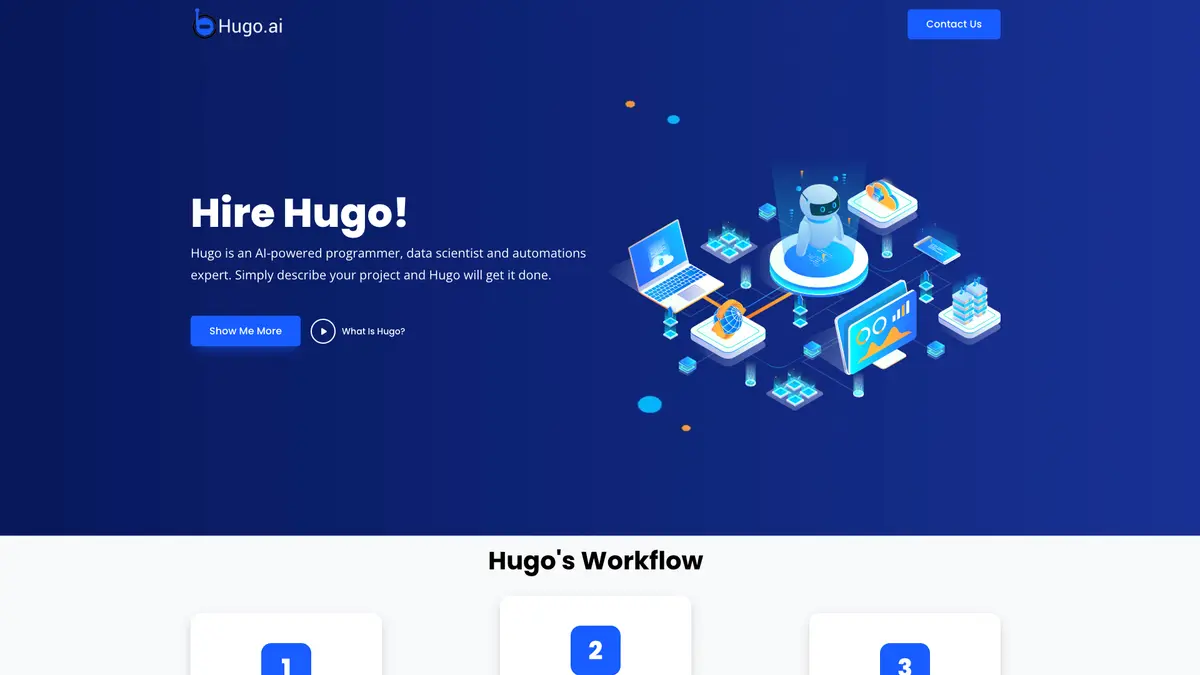 Hugo.ai
Contact Us
Hire Hugo!
Hugo is an AI-powered programmer, data scientist and automations
expert. Simply describe your project and Hugo will get it done.
Show Me More
What Is Hugo?
Hugo's Workflow
1
2
3